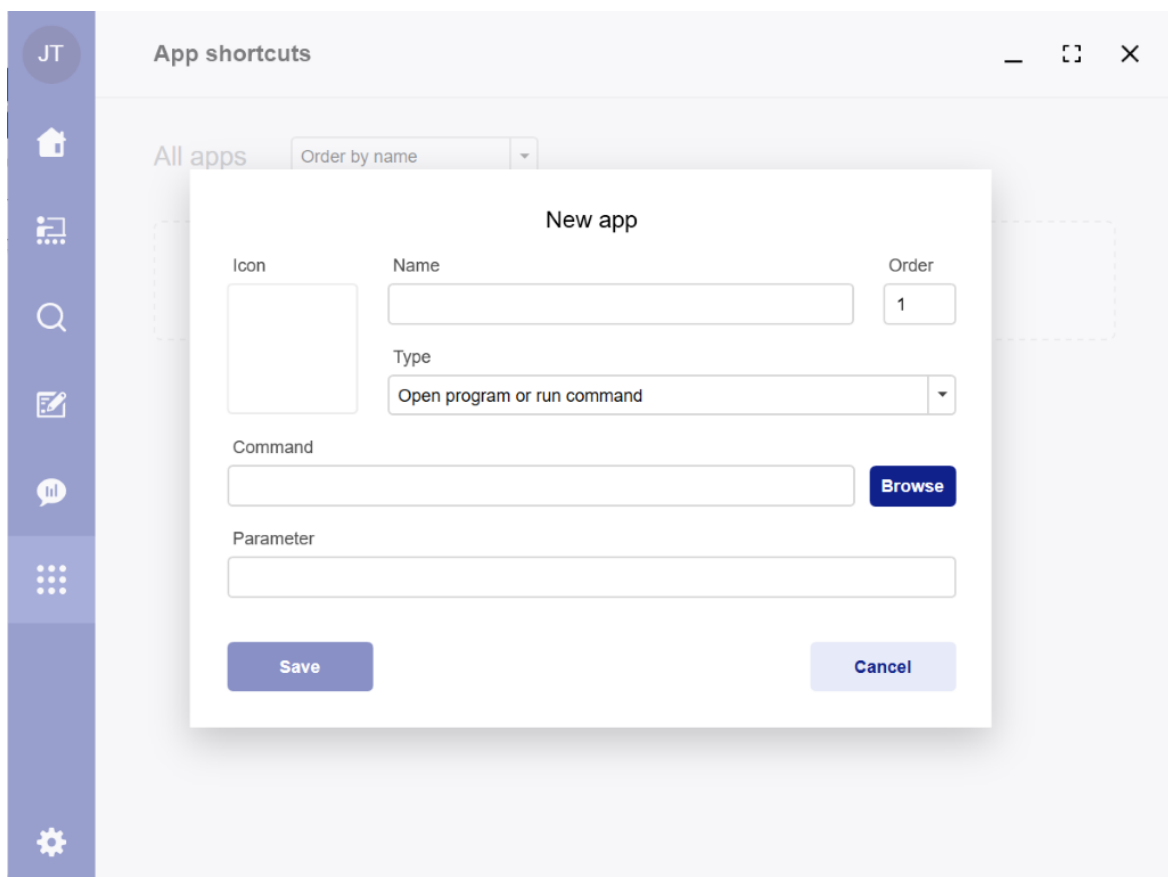 JT
App shortcuts
All apps
Order by name
New app
Icon
Name
Order
1
Type
Open program or run command
Command
Browse
Parameter
Save
Cancel